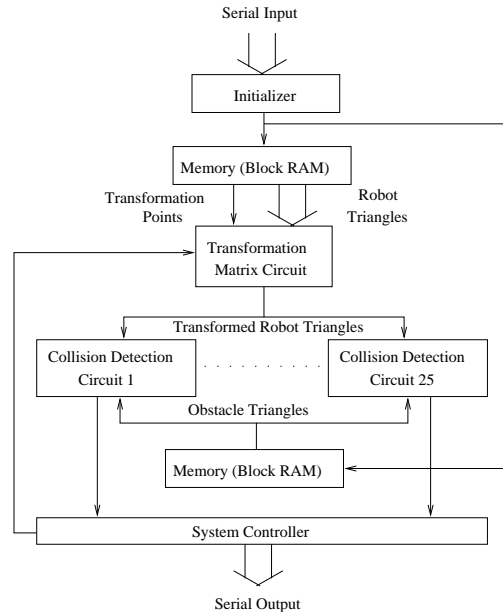 Serial Input
Initializer
Memory (Block RAM)
Transformation
Points
Robot
Triangles
Transformation
Matrix Circuit
Transformed Robot Triangles
Collision Detection
Circuit 1
Collision Detection
Circuit 25
Obstacle Triangles
Memory (Block RAM)
System Controller
Serial Output